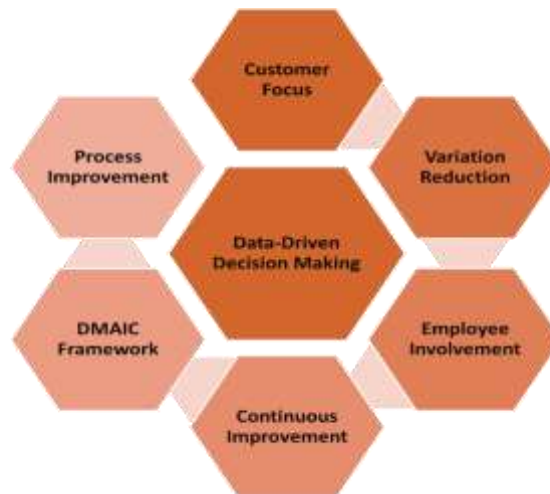 Customer
Focus
Process
Improvement
Variation
Reduction
Data-Driven
Decision Making
DMAIC
Framework
Employee
Involvement
Continuous
Improvement